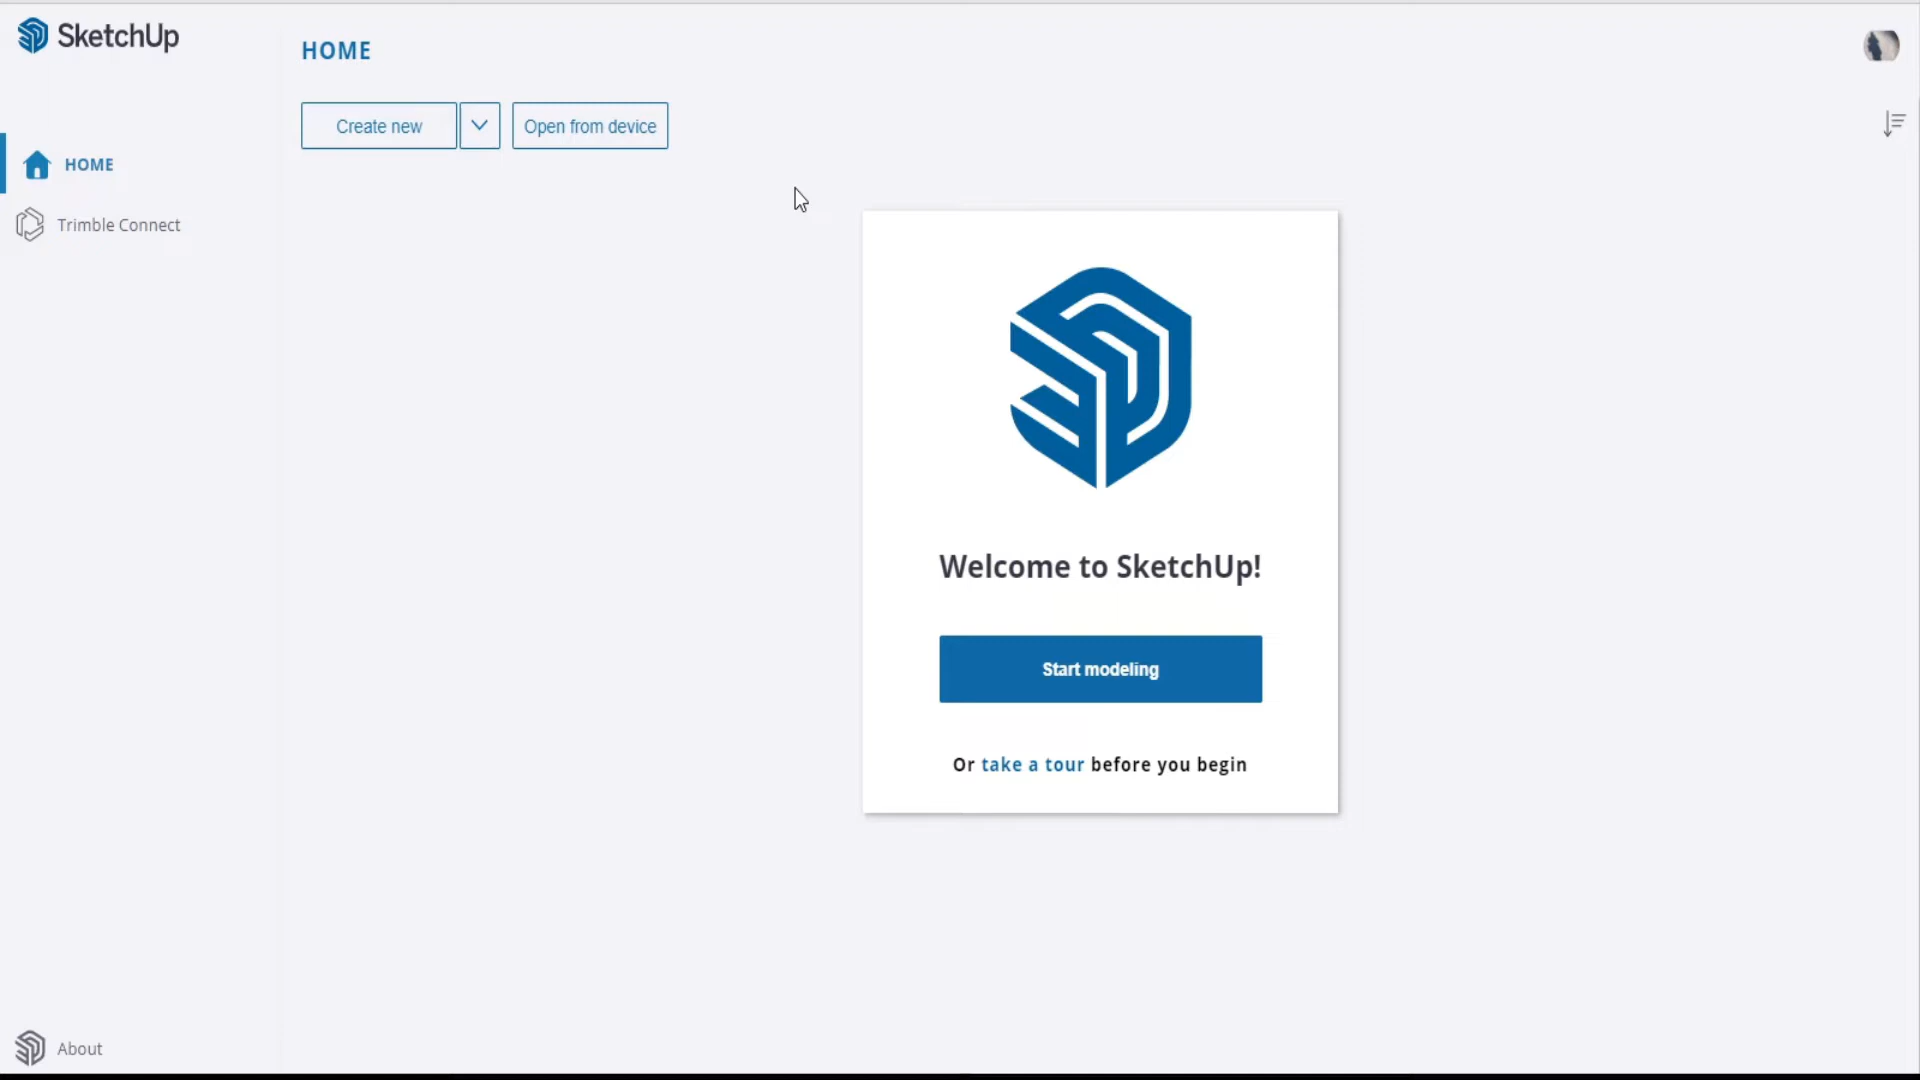 SketchUp
HOME
Create new
Open from device
HOME
Trimble Connect
Welcome to SketchUp!
Start modeling
Or take a tour before you begin
About